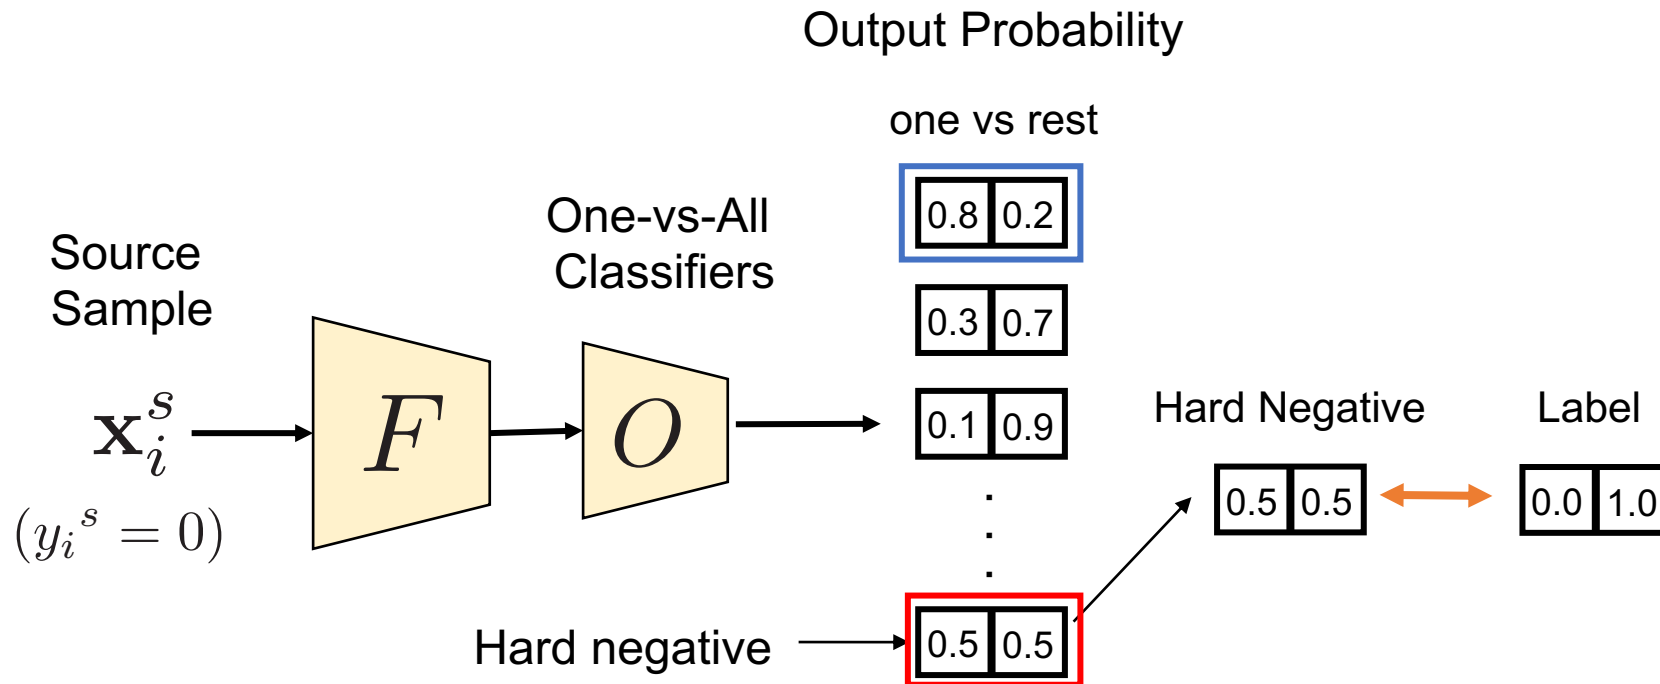 Output Probability
one vs rest
0.8 0.2
One-vs-All
Classifiers
Source
Sample
0.3 0.7
F
O
0.1 0.9
Hard Negative
Label
$\mathbf{x}_i^s$
$(y_i{}^s = 0)$
.
.
.
0.5 0.5
0.0 1.0
Hard negative
0.5 0.5